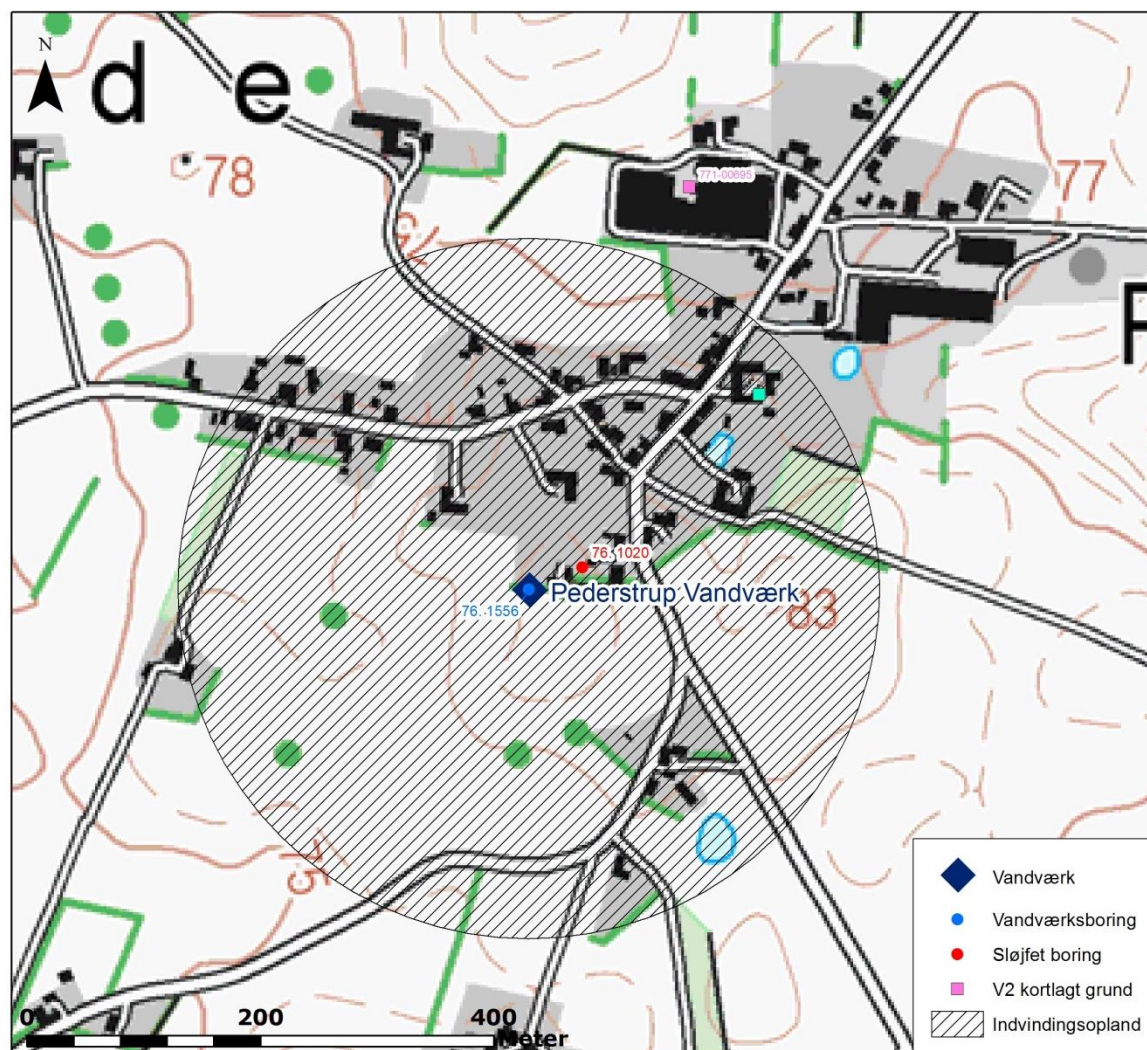 N
d e
78
771-00695
77
76. 1020
Pederstrup Vandværk
76. 1556
83
75
0 200 400
Meter
Vandværk
Vandværksboring
Sløjfet boring
V2 kortlagt grund
Indvindingsopland